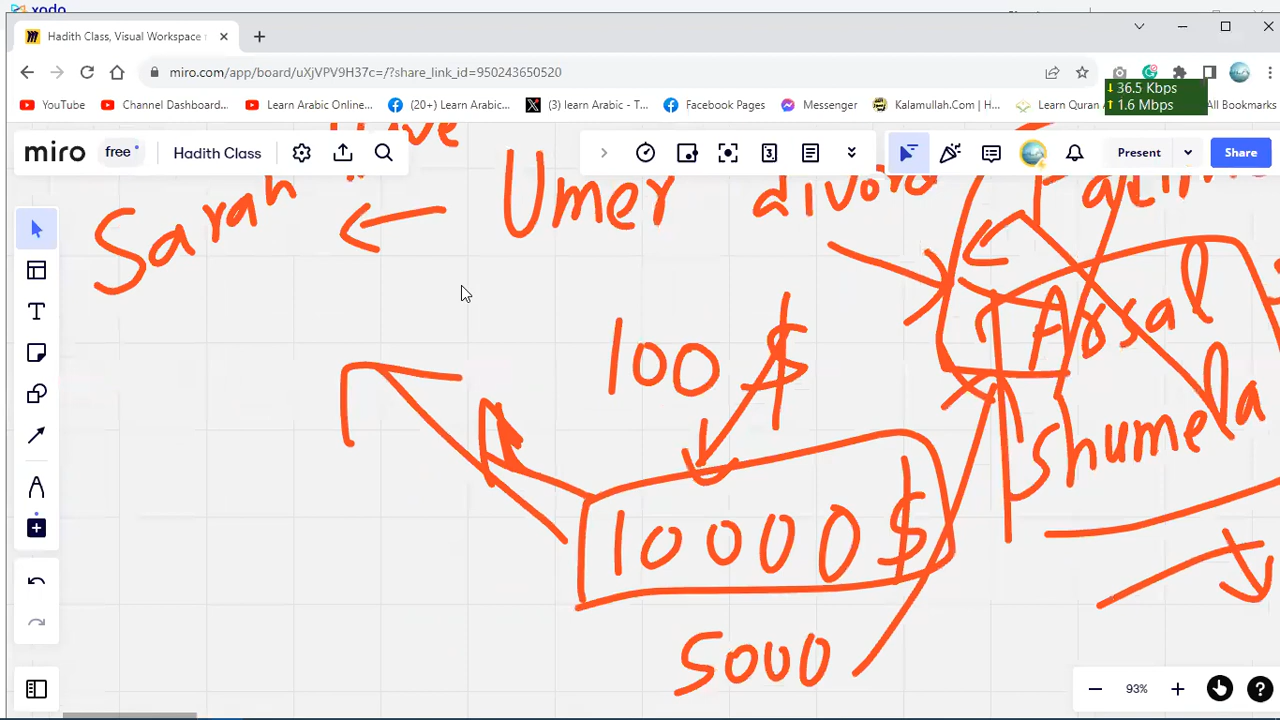 xodo
Hadith Class, Visual Workspace f
miro.com/app/board/uXjVPV9H37c=/?share_link_id=950243650520
36.5 Kbps
1.6 Mbps
YouTube
Channel Dashboard...
Learn Arabic Online...
(20+) Learn Arabic...
(3) learn Arabic - T...
Facebook Pages
Messenger
Kalamullah.Com | H...
Learn Quran
All Bookmarks
miro
free
Hadith Class
Present
Share
Sarah
Umer
100 $
Arsal
Shumela
10000 $
5000
93%